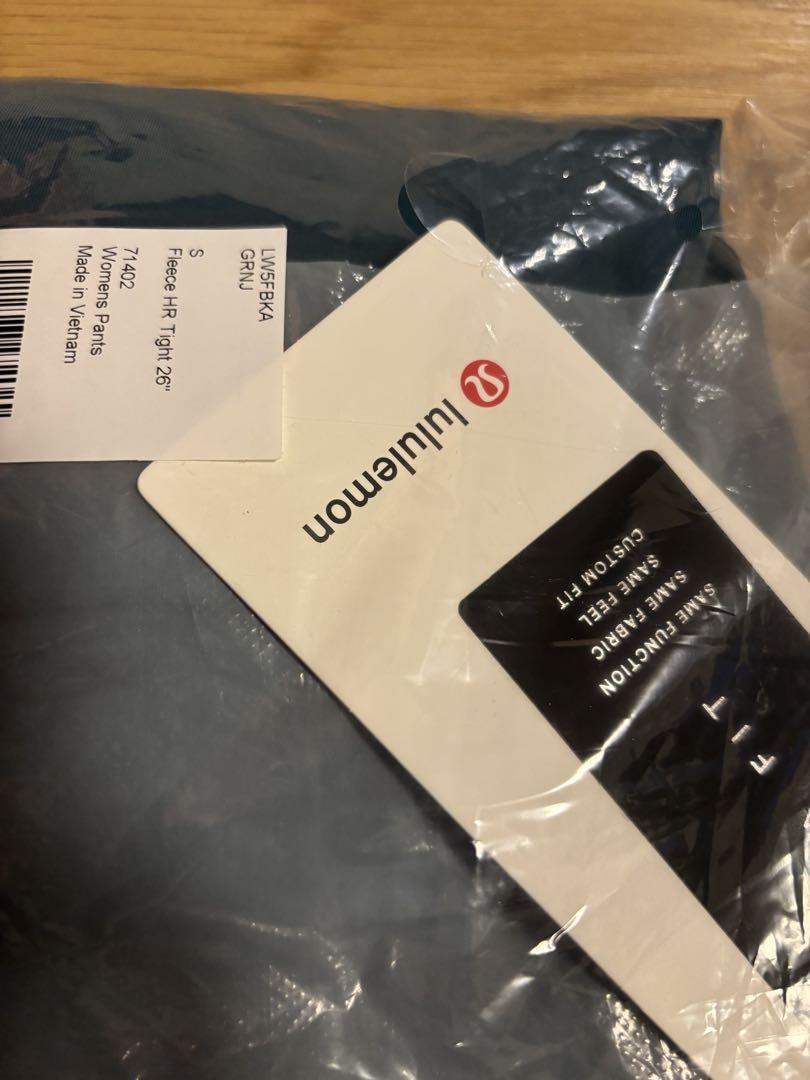 LW5FBKA
GRNJ
S
Fleece HR Tight 26"
71402
Womens Pants
Made in Vietnam
lululemon
FIT
SAME FUNCTION
SAME FABRIC
SAME FEEL
CUSTOM FIT